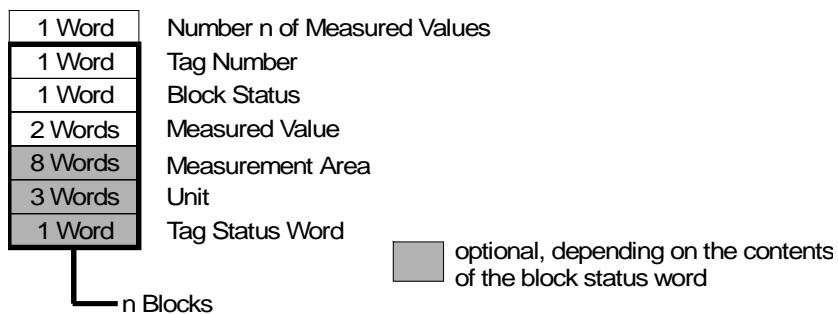 1 Word Number n of Measured Values
1 Word Tag Number
1 Word Block Status
2 Words Measured Value
8 Words Measurement Area
3 Words Unit
1 Word Tag Status Word
optional, depending on the contents
of the block status word
n Blocks